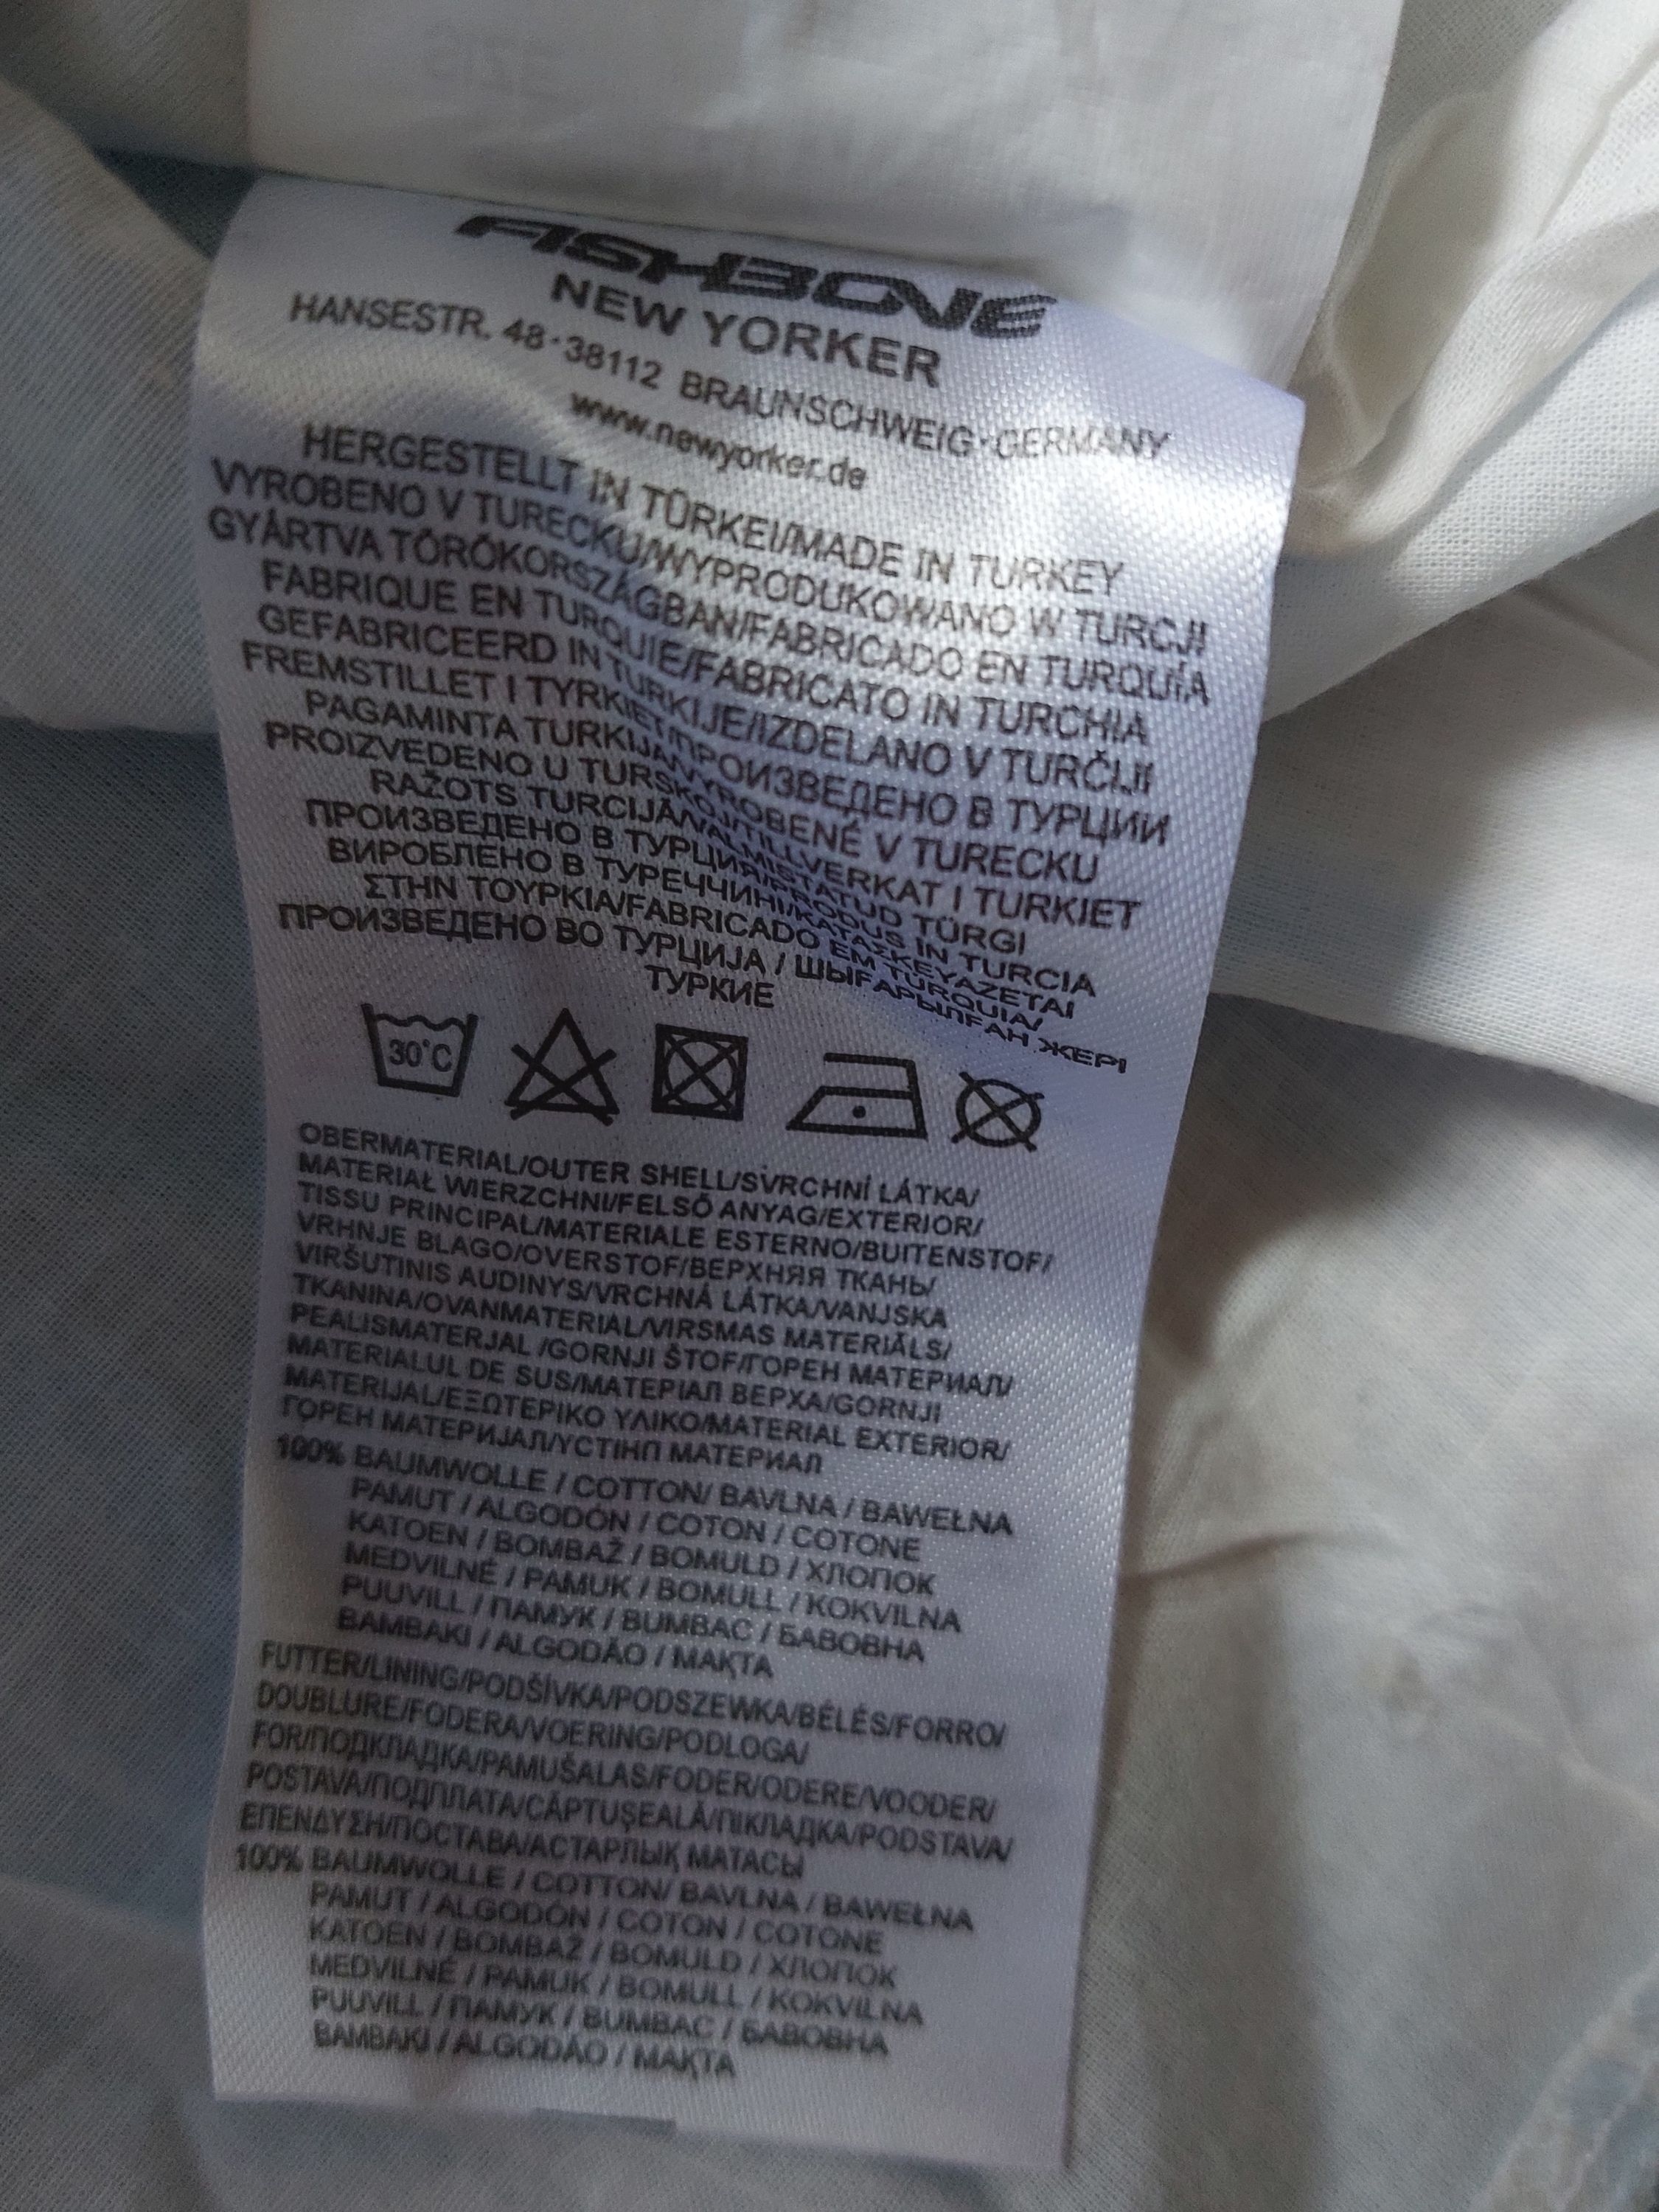 FISHBONE
NEW YORKER
HANSESTR. 48·38112 BRAUNSCHWEIG·GERMANY
www.newyorker.de
HERGESTELLT IN TÜRKEI/MADE IN TURKEY
VYROBENO V TURECKU/WYPRODUKOWANO W TURCJI
GYÁRTVA TÖRÖKORSZÁGBAN/FABRICADO EN TURQUÍA
FABRIQUE EN TURQUIE/FABRICATO IN TURCHIA
GEFABRICEERD IN TURKIJE/IZDELANO V TURČIJI
FREMSTILLET I TYRKIET/ПРОИЗВЕДЕНО В ТУРЦИИ
PAGAMINTA TURKIJA/VYROBENÉ V TURECKU
PROIZVEDENO U TURSKOJ/TILLVERKAT I TURKIET
RAŽOTS TURCIJĀ/VALMISTATUD TÜRGI
ПРОИЗВЕДЕНО В ТУРЦИЯ/PRODUS IN TURCIA
ВИРОБЛЕНО В ТУРЕЧЧИНІ/ΚΑΤΑΣΚΕΥΑΖΕΤΑΙ
ΣΤΗΝ ΤΟΥΡΚΙΑ/FABRICADO EM TURQUIA/
ПРОИЗВЕДЕНО ВО ТУРЦИЈА / ШЫҒАРЫЛҒАН ЖЕРІ
ТУРКИЕ
30°C
OBERMATERIAL/OUTER SHELL/SVRCHNÍ LÁTKA/
MATERIAŁ WIERZCHNI/FELSŐ ANYAG/EXTERIOR/
TISSU PRINCIPAL/MATERIALE ESTERNO/BUITENSTOF/
VRHNJE BLAGO/OVERSTOF/ВЕРХНЯЯ ТКАНЬ/
VIRŠUTINIS AUDINYS/VRCHNÁ LÁTKA/VANJSKA
TKANINA/OVANMATERIAL/VIRSMAS MATERIĀLS/
PEALISMATERJAL /GORNJI ŠTOF/ГОРЕН МАТЕРИАЛ/
MATERIALUL DE SUS/МАТЕРІАЛ ВЕРХА/GORNJI
MATERIJAL/ΕΞΩΤΕΡΙΚΟ ΥΛΙΚΟ/MATERIAL EXTERIOR/
ГОРЕН МАТЕРИЈАЛ/ҮСТІНП МАТЕРИАЛ
100% BAUMWOLLE / COTTON/ BAVLNA / BAWEŁNA
PAMUT / ALGODÓN / COTON / COTONE
KATOEN / BOMBAŽ / BOMULD / ХЛОПОК
MEDVILNĖ / PAMUK / BOMULL / KOKVILNA
PUUVILL / ПАМУК / BUMBAC / БАВОВНА
BAMBAKI / ALGODÃO / МАҚТА
FUTTER/LINING/PODŠÍVKA/PODSZEWKA/BÉLÉS/FORRO/
DOUBLURE/FODERA/VOERING/PODLOGA/
FOR/ПОДКЛАДКА/PAMUŠALAS/FODER/ODERE/VOODER/
POSTAVA/ПОДПЛАТА/CĂPTUŞEALĂ/ПІКЛАДКА/PODSTAVA/
ΕΠΕΝΔΥΣΗ/ПОСТАВА/АСТАРЛЫҚ МАТАСЫ
100% BAUMWOLLE / COTTON/ BAVLNA / BAWEŁNA
PAMUT / ALGODÓN / COTON / COTONE
KATOEN / BOMBAŽ / BOMULD / ХЛОПОК
MEDVILNĖ / PAMUK / BOMULL / KOKVILNA
PUUVILL / ПАМУК / BUMBAC / БАВОВНА
BAMBAKI / ALGODÃO / МАҚТА